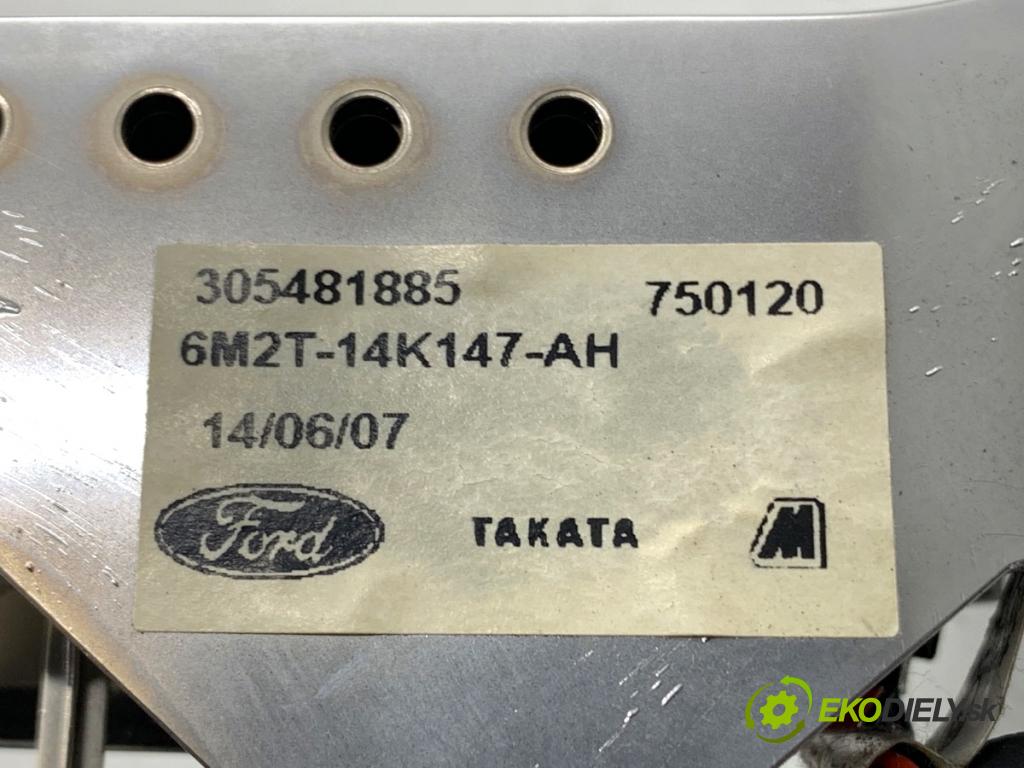 305481885 750120
6M2T-14K147-AH
14/06/07
Ford TAKATA M
EKODIELY.sk